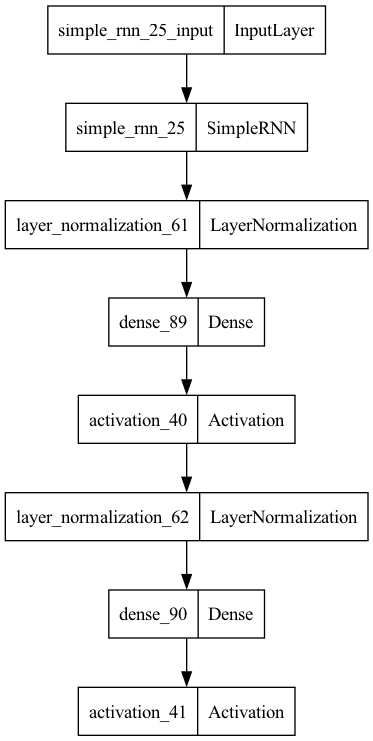 simple_rnn_25_input InputLayer
simple_rnn_25 SimpleRNN
layer_normalization_61 LayerNormalization
dense_89 Dense
activation_40 Activation
layer_normalization_62 LayerNormalization
dense_90 Dense
activation_41 Activation